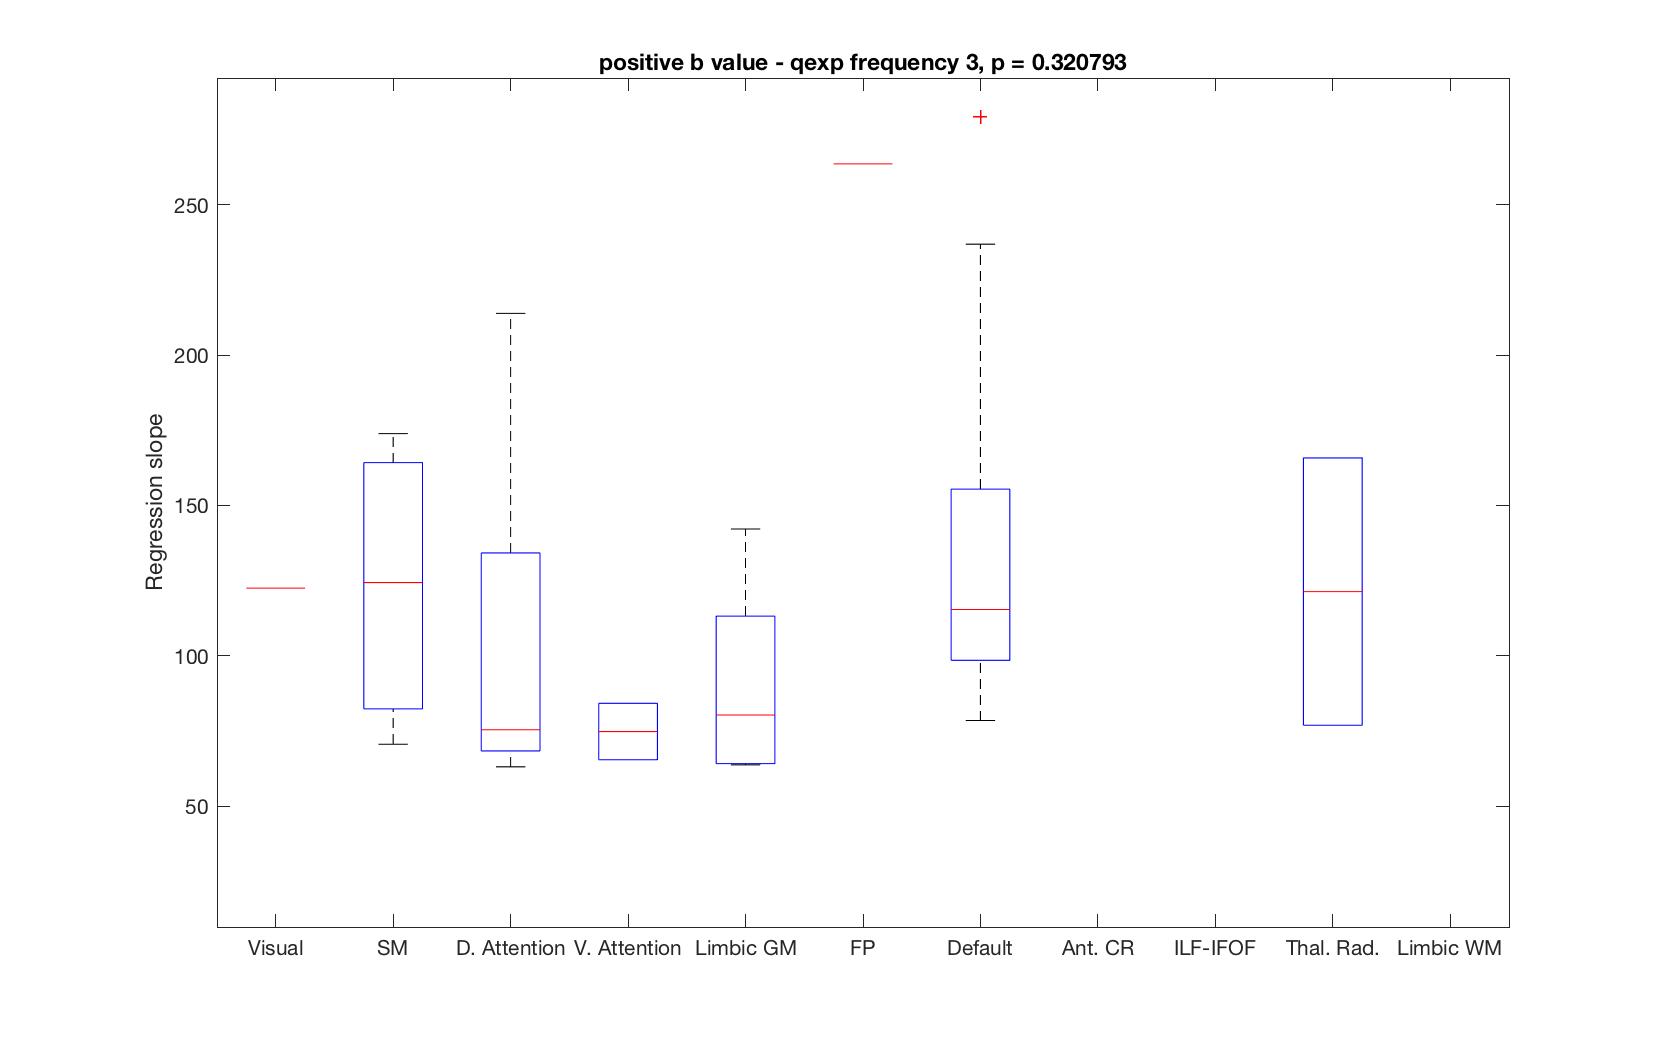 positive b value - qexp frequency 3, p = 0.320793
250
200
150
100
50
Regression slope
Visual SM D. Attention V. Attention Limbic GM FP Default Ant. CR ILF-IFOF Thal. Rad. Limbic WM